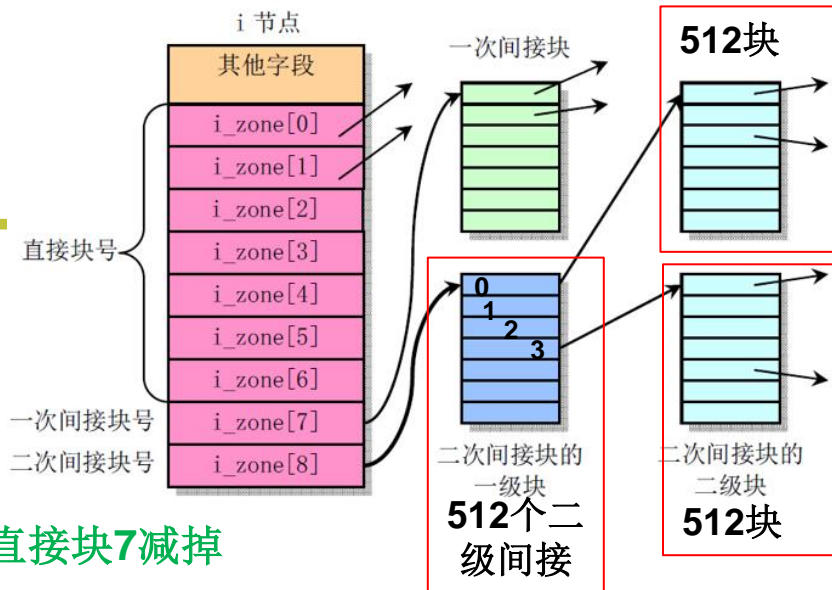 i 节点
其他字段
i_zone[0]
i_zone[1]
i_zone[2]
i_zone[3]
i_zone[4]
i_zone[5]
i_zone[6]
i_zone[7]
i_zone[8]
直接块号
一次间接块号
二次间接块号
一次间接块
512块
0
1
2
3
二次间接块的
一级块
512个二
级间接
二次间接块的
二级块
512块
直接块7减掉